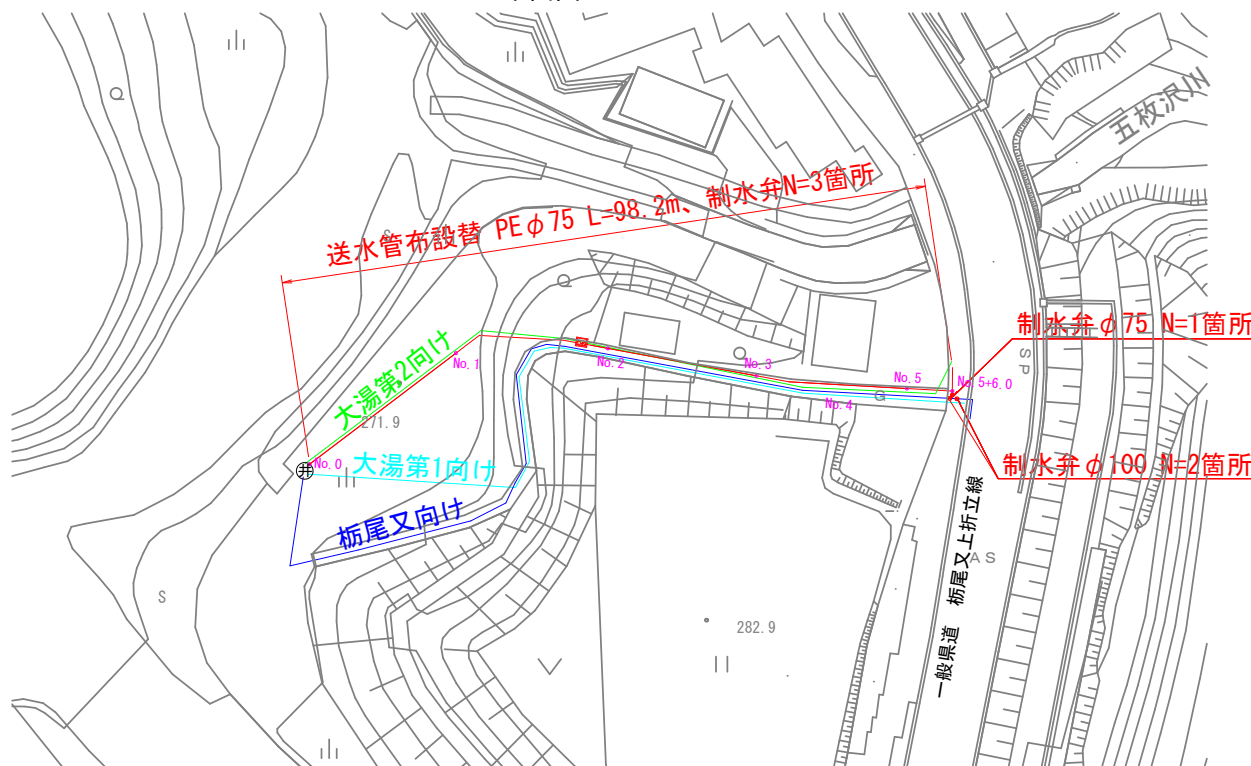 五枚沢川
送水管布設替 PEφ75 L=98.2m、制水弁N=3箇所
制水弁φ75 N=1箇所
SP
大湯第2向け
No.1
No.2
No.3
No.5
No.5+6.0
No.4
G
271.9
No.0
井
大湯第1向け
制水弁φ100 N=2箇所
栃尾又向け
一般県道 栃尾又上折立線
AS
S
S
282.9